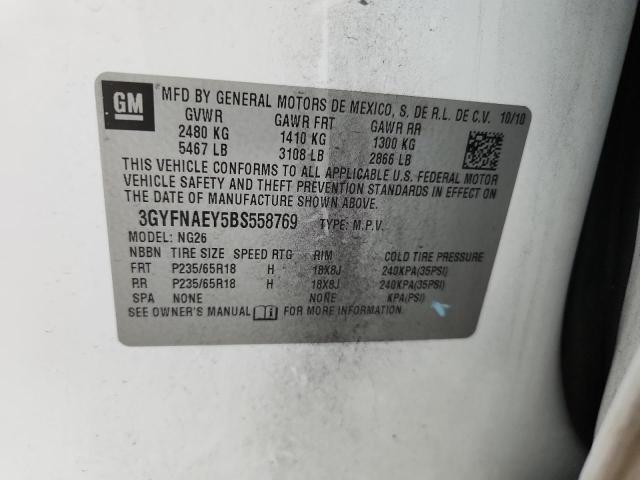 GM
MFD BY GENERAL MOTORS DE MEXICO, S. DE R.L. DE C.V. 10/10
GVWR GAWR FRT GAWR RR
2480 KG 1410 KG 1300 KG
5467 LB 3108 LB 2866 LB
THIS VEHICLE CONFORMS TO ALL APPLICABLE U.S. FEDERAL MOTOR
VEHICLE SAFETY AND THEFT PREVENTION STANDARDS IN EFFECT ON
THE DATE OF MANUFACTURE SHOWN ABOVE.
3GYFNAEY5BS558769 TYPE: M.P.V.
MODEL: NG26
NBBN TIRE SIZE SPEED RTG RIM COLD TIRE PRESSURE
FRT P235/65R18 H 18X8J 240KPA(35PSI)
RR P235/65R18 H 18X8J 240KPA(35PSI)
SPA NONE NONE KPA(PSI)
SEE OWNER'S MANUAL FOR MORE INFORMATION.